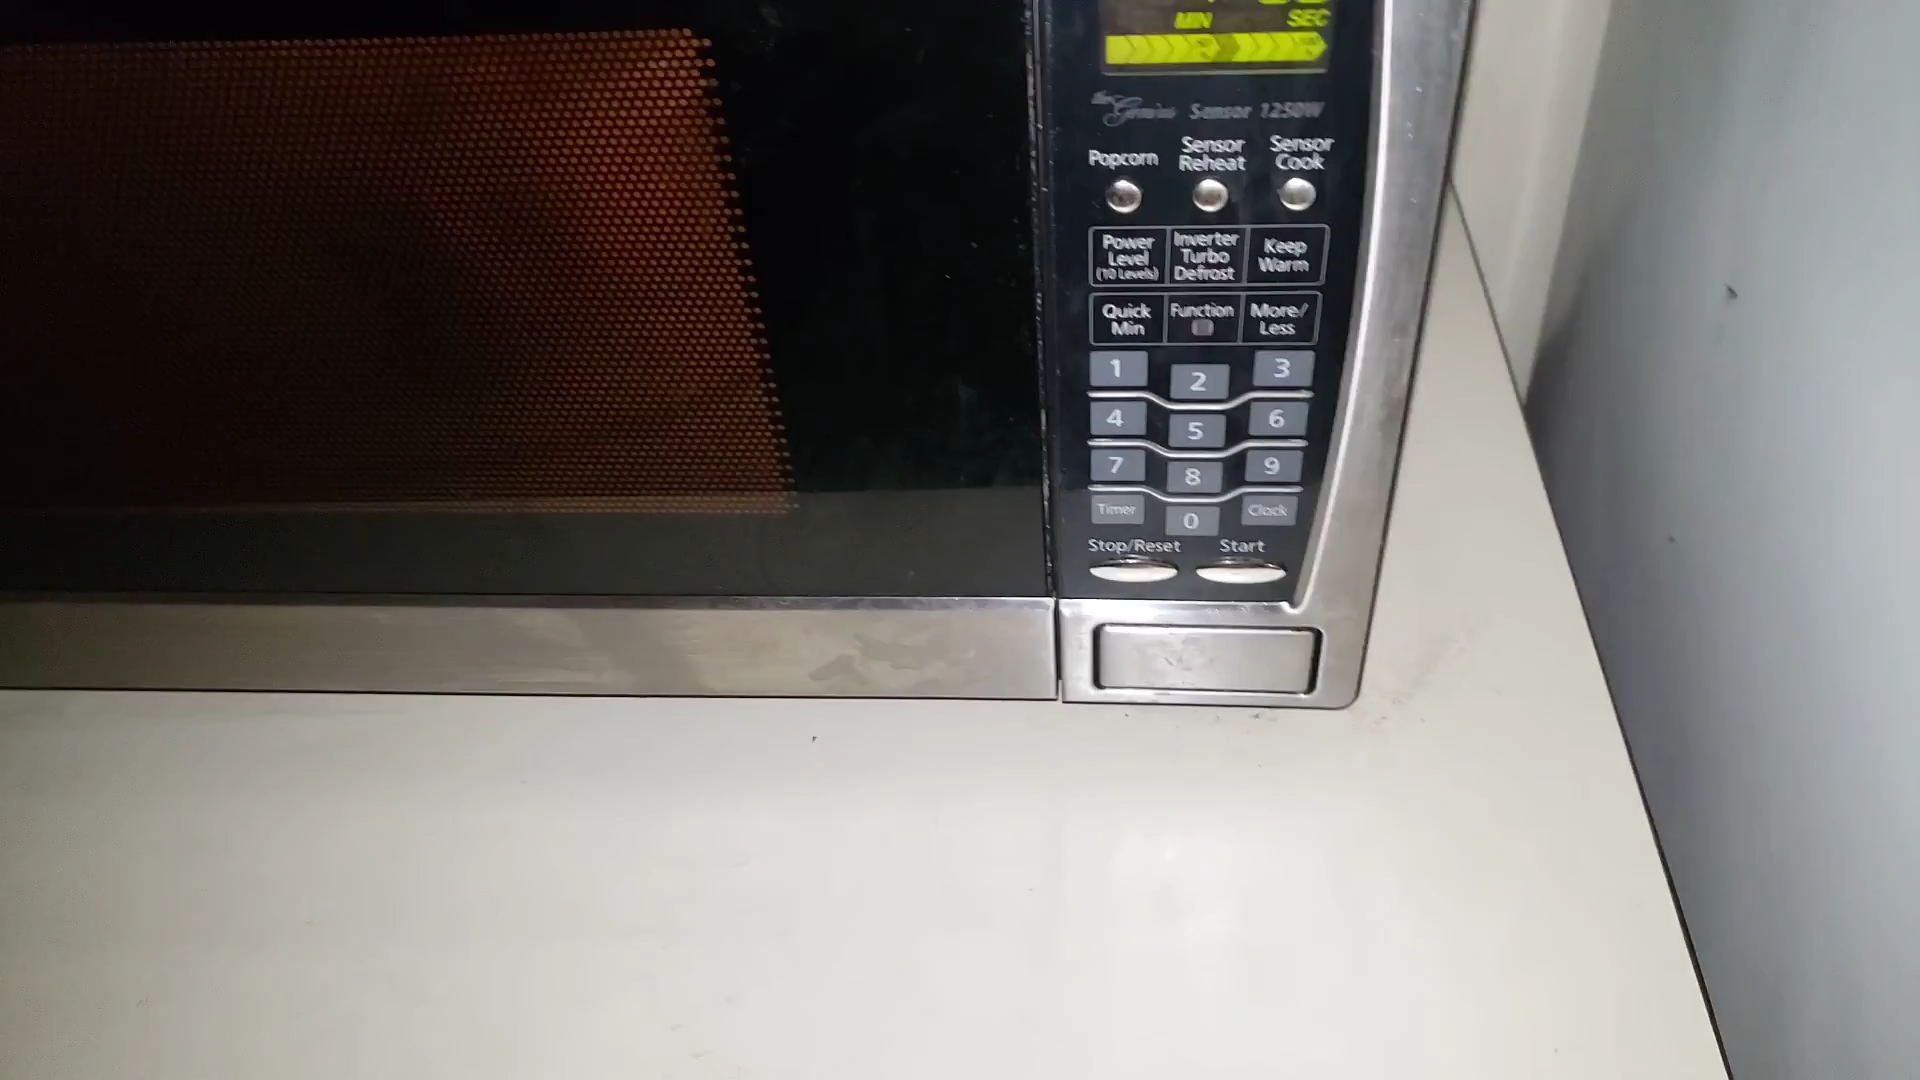 MIN SEC
the Genius Sensor 1250W
Popcorn Sensor Reheat Sensor Cook
Power Level (10 Levels) Inverter Turbo Defrost Keep Warm
Quick Min Function More/Less
1 2 3
4 5 6
7 8 9
Timer 0 Clock
Stop/Reset Start